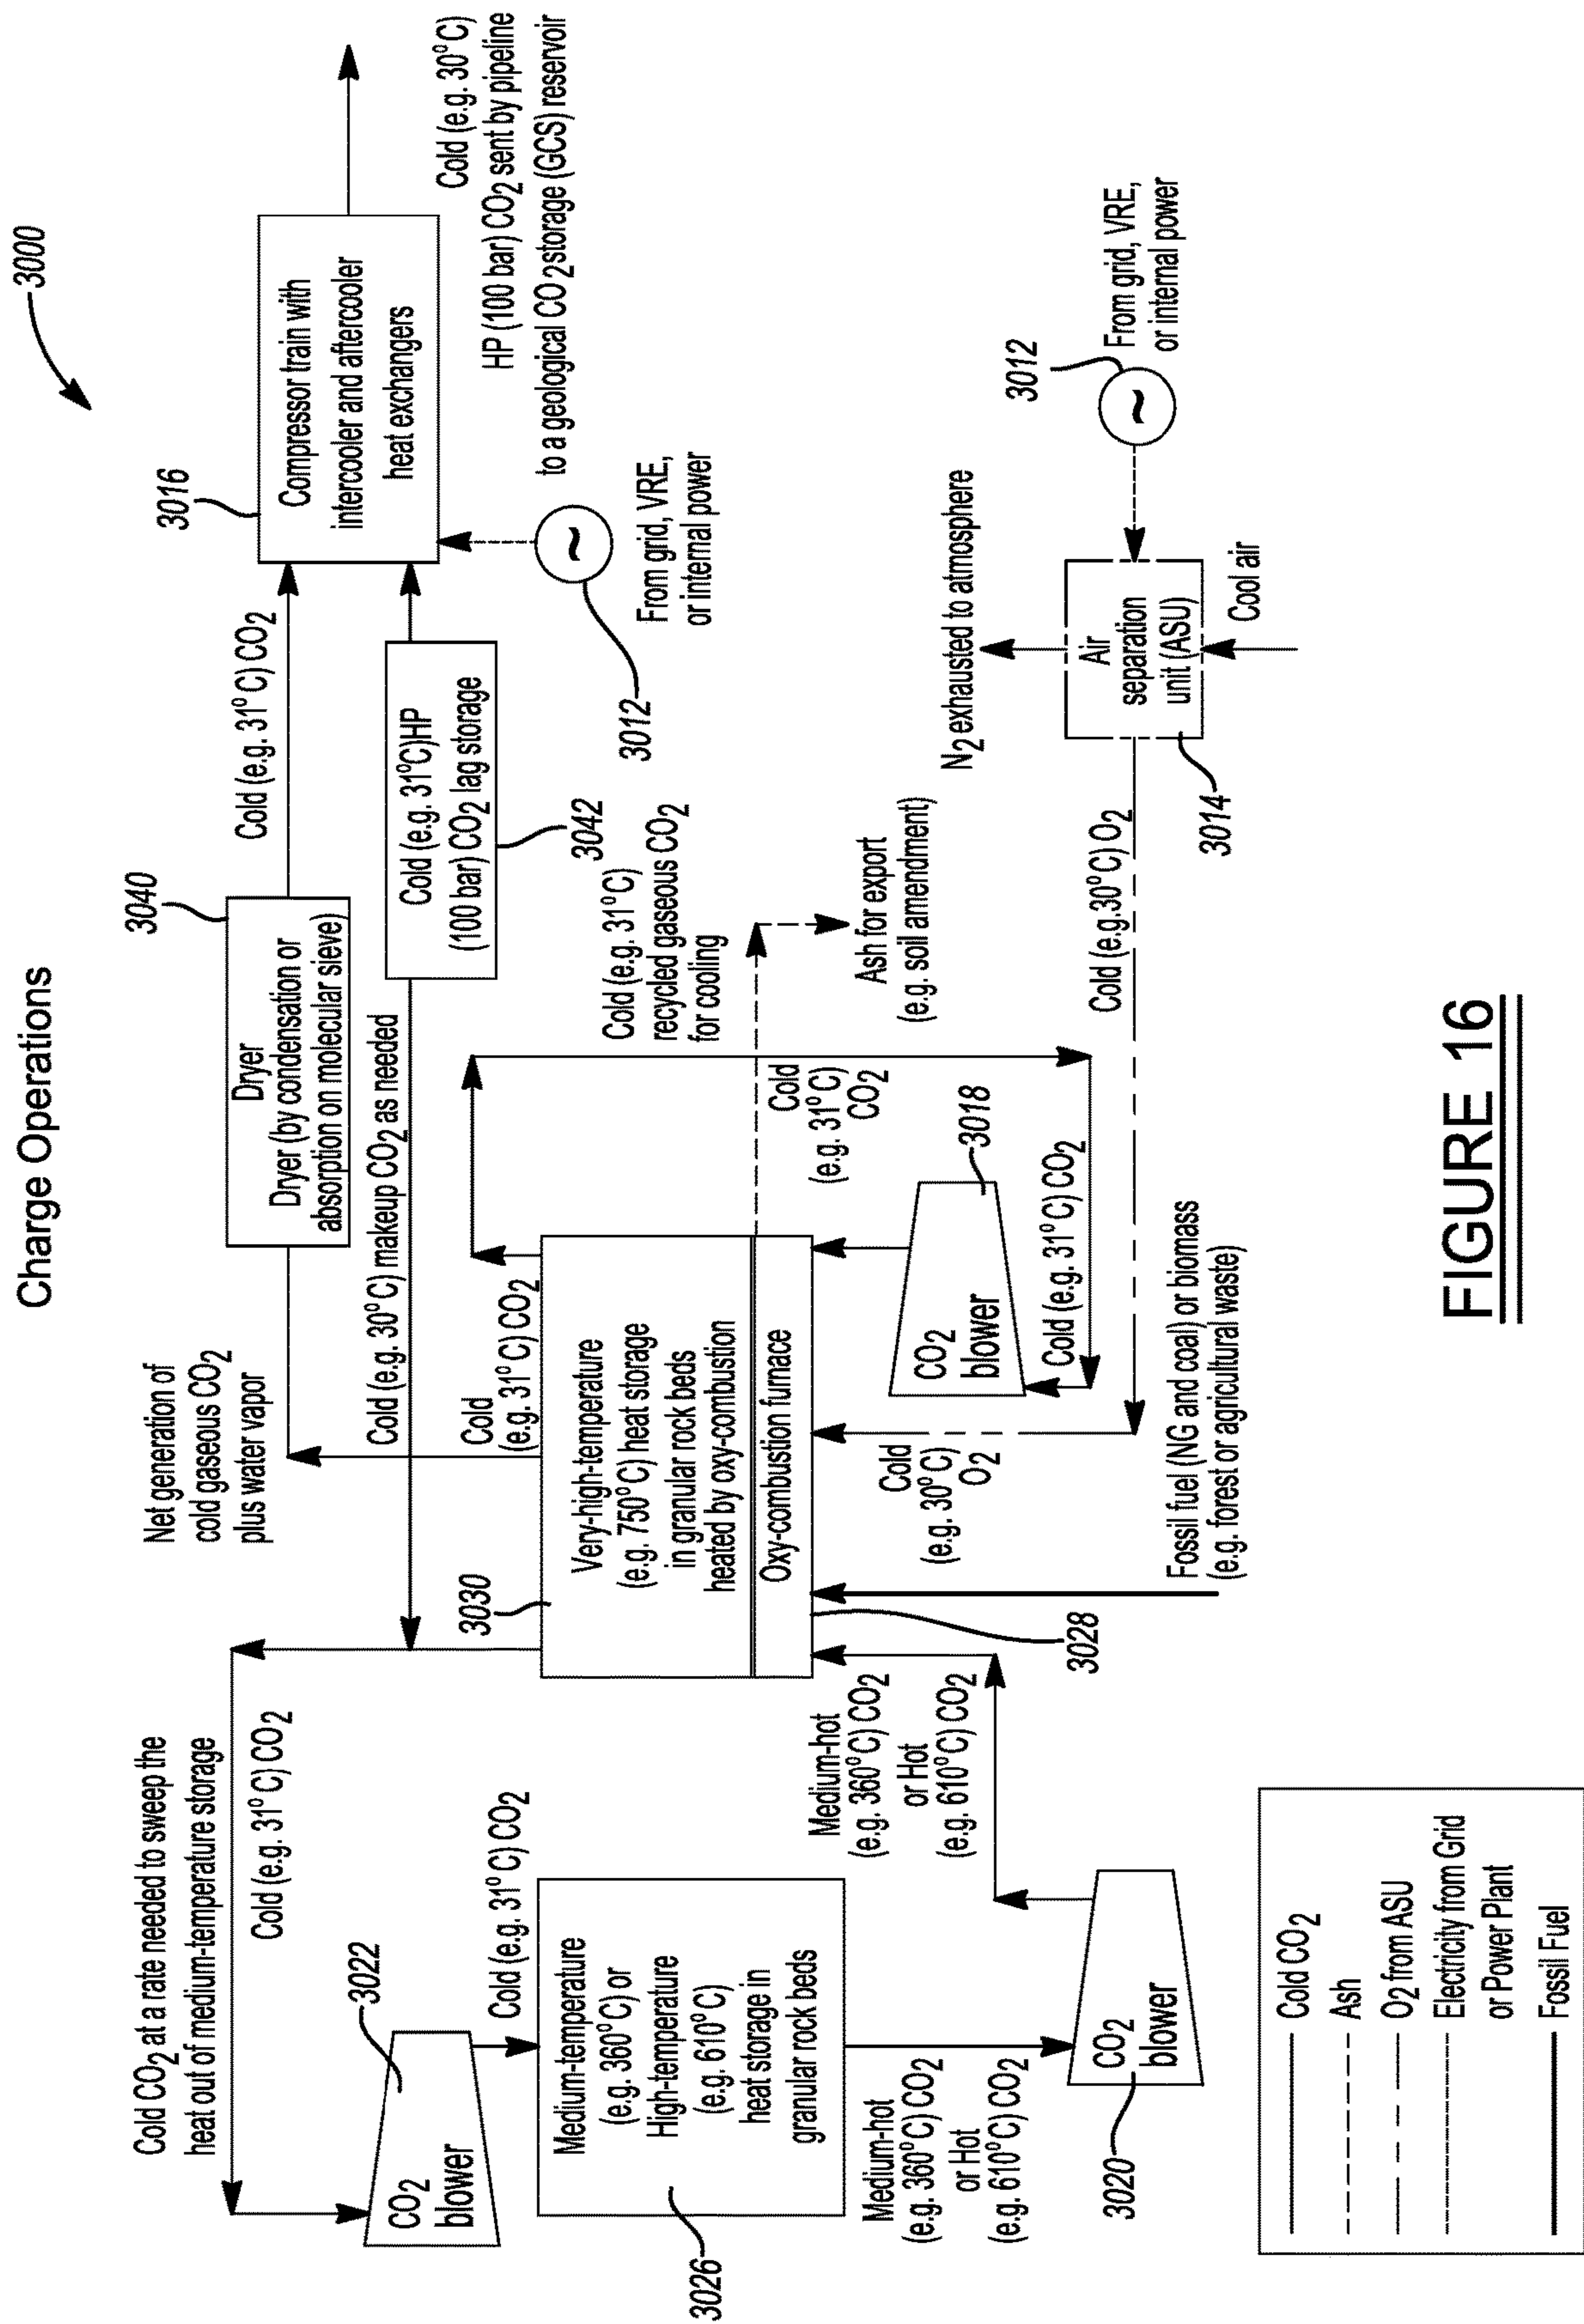 Charge Operations
3000
Cold CO2 at a rate needed to sweep the
heat out of medium-temperature storage
Cold (e.g. 31°C) CO2
Net generation of
cold gaseous CO2
plus water vapor
3040
Dryer
Dryer (by condensation or
absorption on molecular sieve)
Cold (e.g. 31°C) CO2
3016
Compressor train with
intercooler and aftercooler
heat exchangers
Cold (e.g. 30°C)
HP (100 bar) CO2 sent by pipeline
to a geological CO2 storage (GCS) reservoir
Cold (e.g. 30°C) makeup CO2 as needed
Cold (e.g. 31°C)HP
(100 bar) CO2 lag storage
3042
3012
From grid, VRE,
or internal power
3022
CO2
blower
Cold (e.g. 31°C) CO2
Medium-temperature
(e.g. 360°C) or
High-temperature
(e.g. 610°C)
heat storage in
granular rock beds
3026
Medium-hot
(e.g. 360°C) CO2
or Hot
(e.g. 610°C) CO2
CO2
blower
3020
Medium-hot
(e.g. 360°C) CO2
or Hot
(e.g. 610°C) CO2
3030
Cold
(e.g. 31°C) CO2
Very-high-temperature
(e.g. 750°C) heat storage
in granular rock beds
heated by oxy-combustion
Oxy-combustion furnace
3028
Cold (e.g. 31°C)
recycled gaseous CO2
for cooling
Cold
(e.g. 31°C)
CO2
Ash for export
(e.g. soil amendment)
CO2
blower
3018
Cold (e.g. 31°C) CO2
Cold
(e.g. 30°C)
O2
Fossil fuel (NG and coal) or biomass
(e.g. forest or agricultural waste)
Cold (e.g.30°C) O2
N2 exhausted to atmosphere
Air
separation
unit (ASU)
3014
Cool air
3012
From grid, VRE,
or internal power
Cold CO2
Ash
O2 from ASU
Electricity from Grid
or Power Plant
Fossil Fuel
FIGURE 16